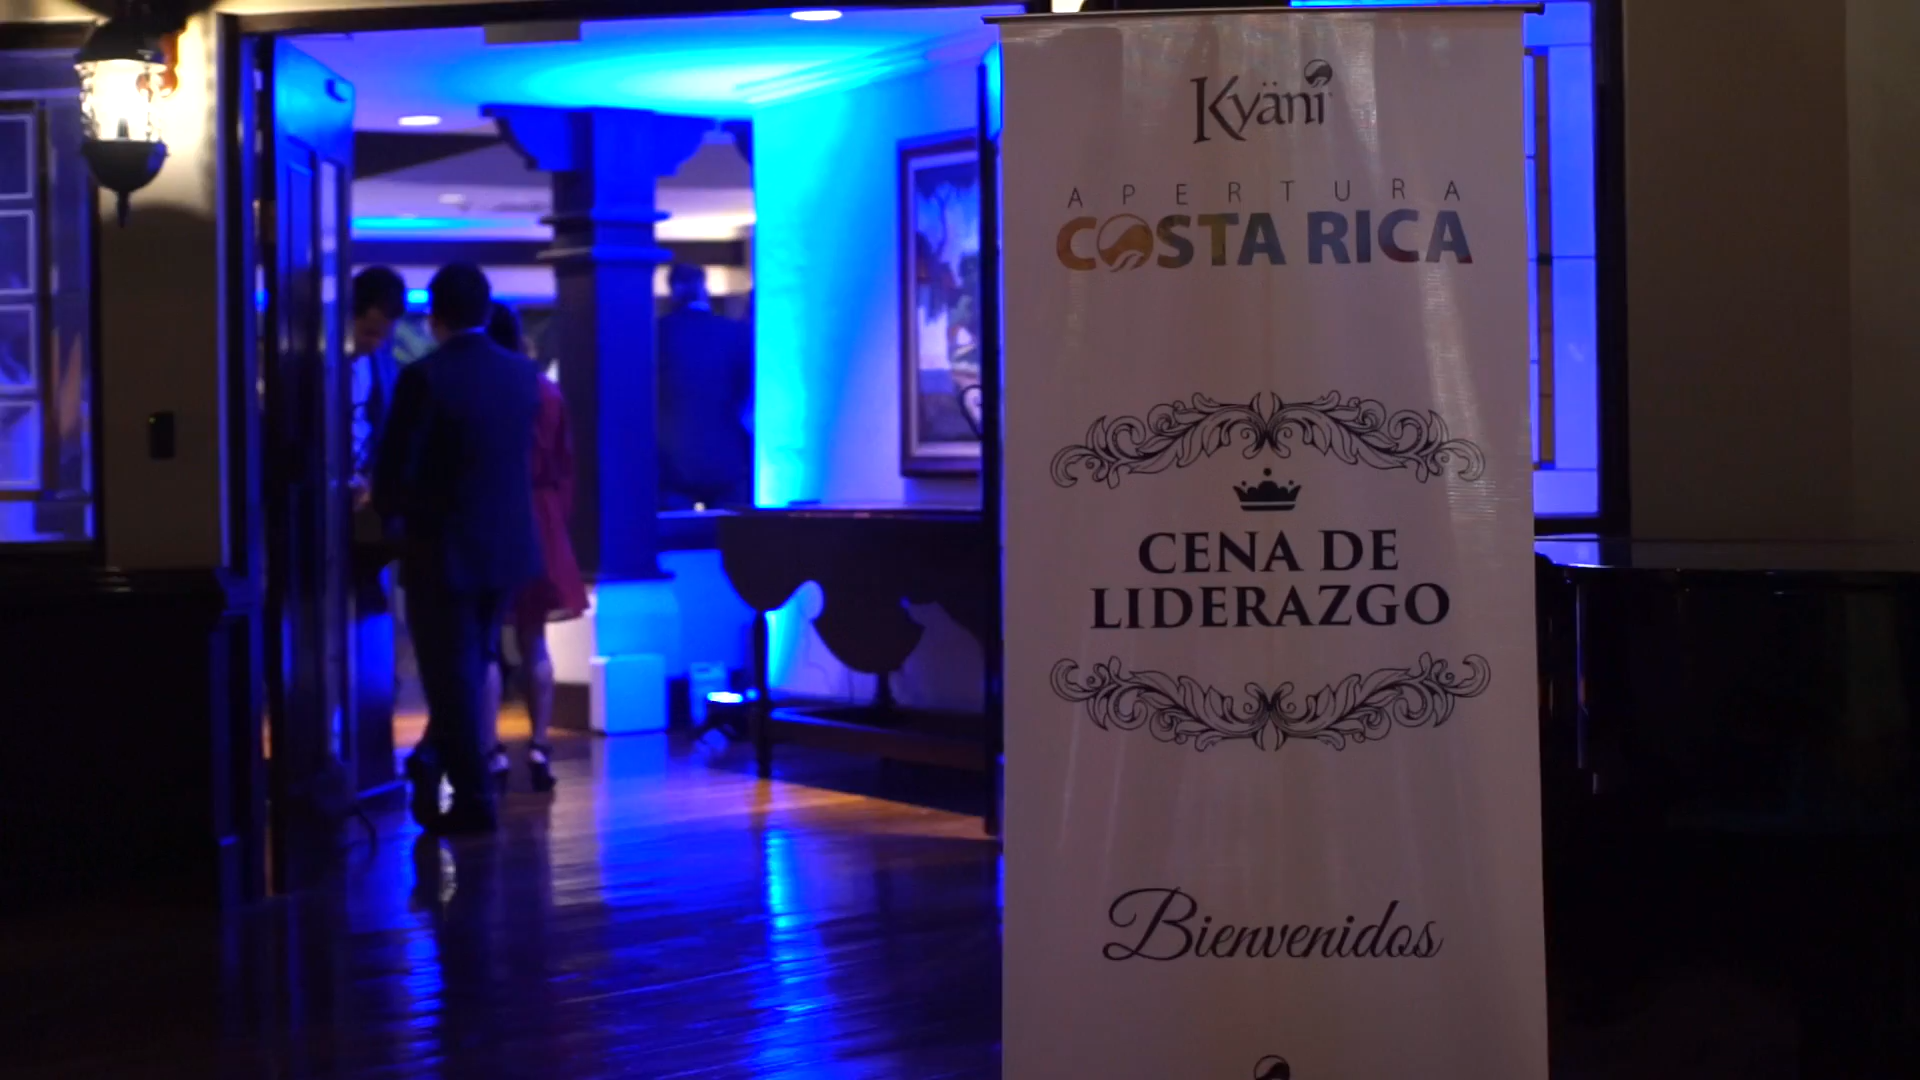 Kyäni
APERTURA
COSTA RICA
CENA DE
LIDERAZGO
Bienvenidos